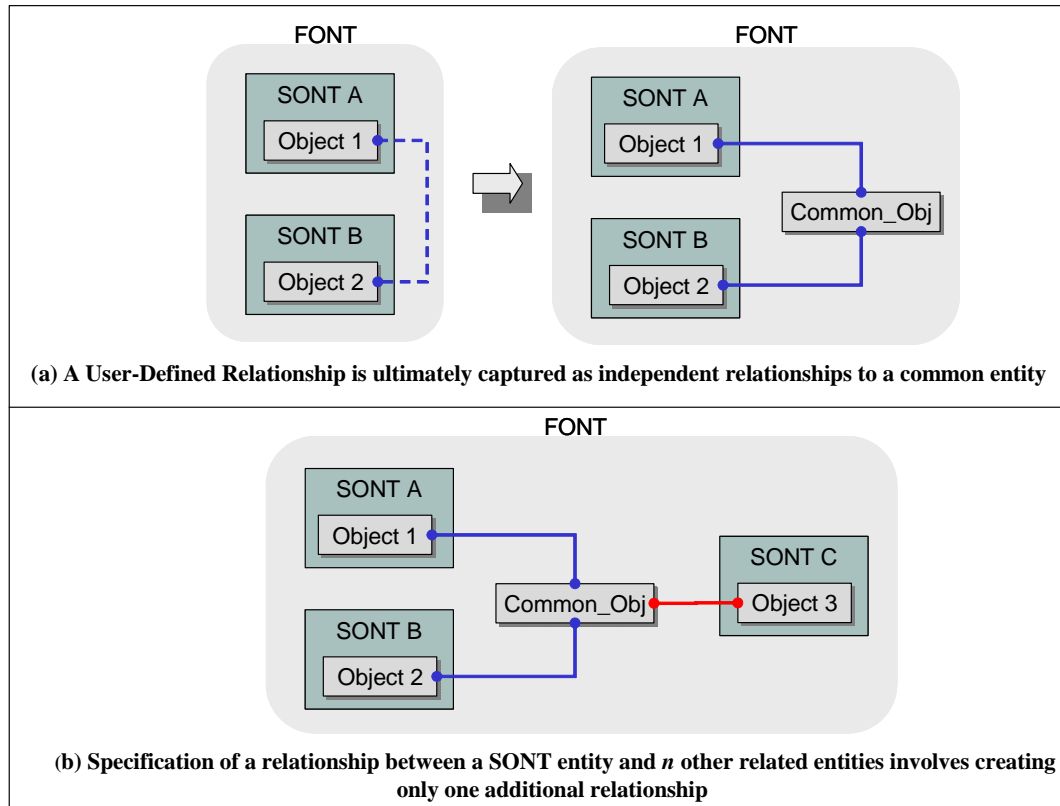 FONT
SONT A
Object 1
SONT B
Object 2
FONT
SONT A
Object 1
Common_Obj
SONT B
Object 2
(a) A User-Defined Relationship is ultimately captured as independent relationships to a common entity
FONT
SONT A
Object 1
Common_Obj
SONT B
Object 2
SONT C
Object 3
(b) Specification of a relationship between a SONT entity and n other related entities involves creating
only one additional relationship